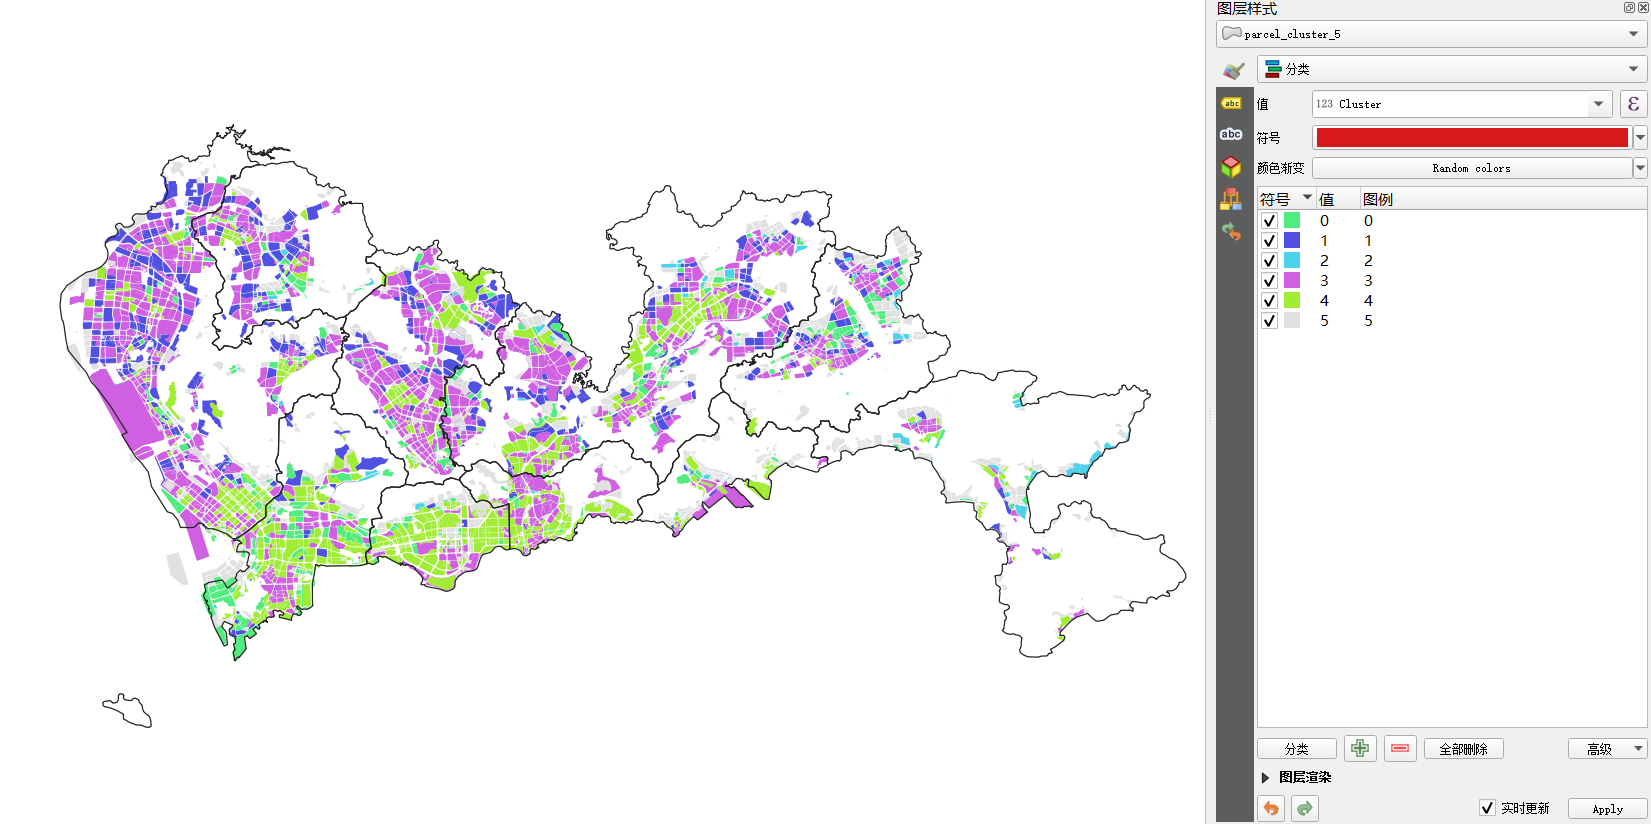 图层样式
parcel_cluster_5
分类
abc
值
123 Cluster
ε
abc
符号
颜色渐变
Random colors
符号 值 图例
0 0
1 1
2 2
3 3
4 4
5 5
分类
全部删除
高级
图层渲染
实时更新
Apply